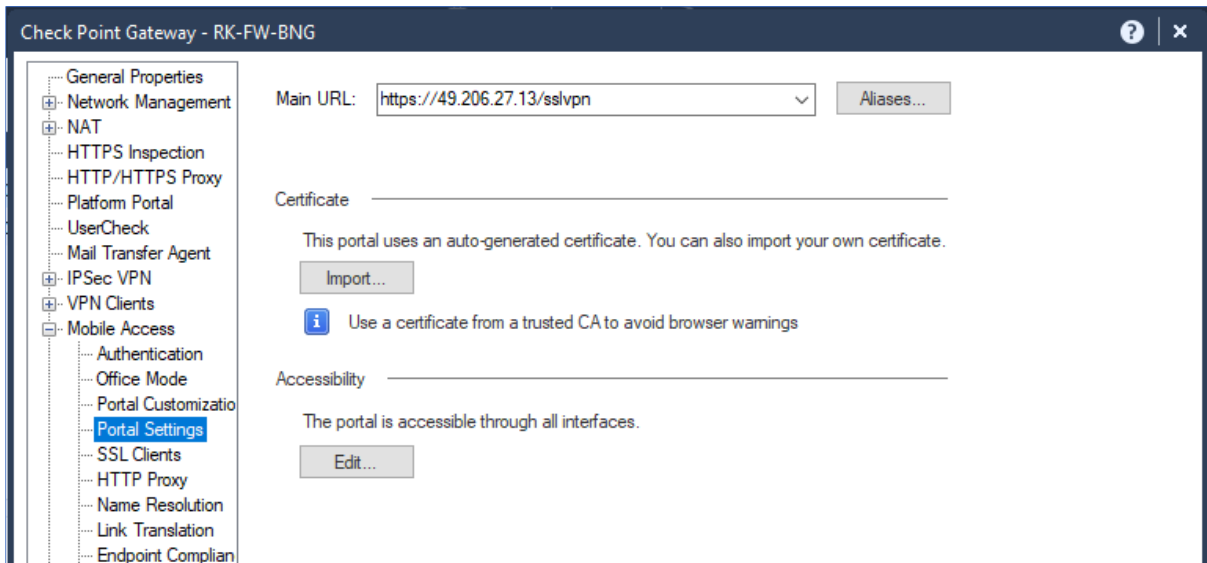 Check Point Gateway - RK-FW-BNG
General Properties
Network Management
NAT
HTTPS Inspection
HTTP/HTTPS Proxy
Platform Portal
UserCheck
Mail Transfer Agent
IPSec VPN
VPN Clients
Mobile Access
Authentication
Office Mode
Portal Customizatio
Portal Settings
SSL Clients
HTTP Proxy
Name Resolution
Link Translation
Endpoint Complian
Main URL: https://49.206.27.13/sslvpn Aliases...
Certificate
This portal uses an auto-generated certificate. You can also import your own certificate.
Import...
Use a certificate from a trusted CA to avoid browser warnings
Accessibility
The portal is accessible through all interfaces.
Edit...